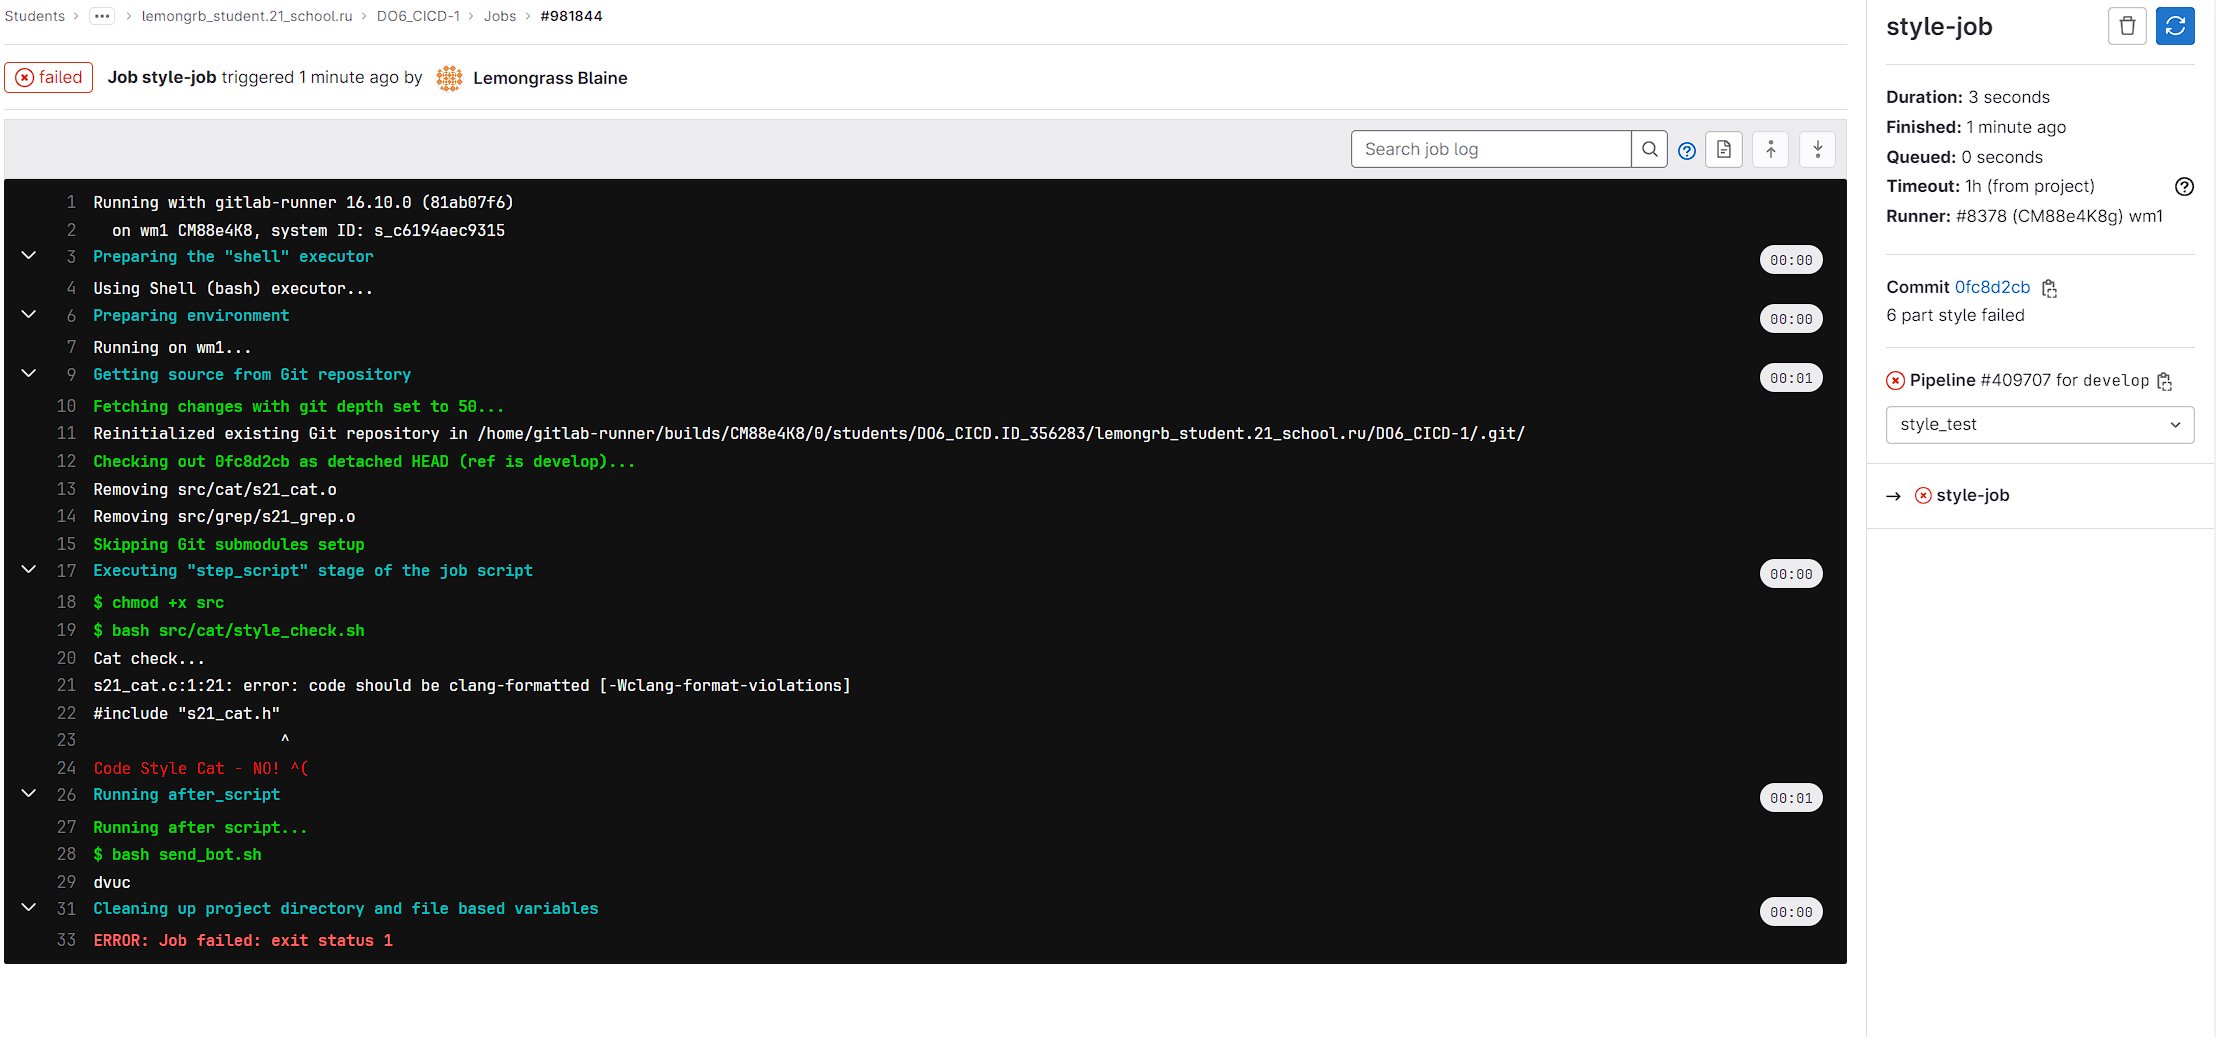 Students > ••• > lemongrb_student.21_school.ru > DO6_CICD-1 > Jobs > #981844
failed Job style-job triggered 1 minute ago by Lemongrass Blaine
Search job log
1 Running with gitlab-runner 16.10.0 (81ab07f6)
2 on wm1 CM88e4K8, system ID: s_c6194aec9315
3 Preparing the "shell" executor 00:00
4 Using Shell (bash) executor...
6 Preparing environment 00:00
7 Running on wm1...
9 Getting source from Git repository 00:01
10 Fetching changes with git depth set to 50...
11 Reinitialized existing Git repository in /home/gitlab-runner/builds/CM88e4K8/0/students/DO6_CICD.ID_356283/lemongrb_student.21_school.ru/DO6_CICD-1/.git/
12 Checking out 0fc8d2cb as detached HEAD (ref is develop)...
13 Removing src/cat/s21_cat.o
14 Removing src/grep/s21_grep.o
15 Skipping Git submodules setup
17 Executing "step_script" stage of the job script 00:00
18 $ chmod +x src
19 $ bash src/cat/style_check.sh
20 Cat check...
21 s21_cat.c:1:21: error: code should be clang-formatted [-Wclang-format-violations]
22 #include "s21_cat.h"
23 ^
24 Code Style Cat - NO! ^(
26 Running after_script 00:01
27 Running after script...
28 $ bash send_bot.sh
29 dvuc
31 Cleaning up project directory and file based variables 00:00
33 ERROR: Job failed: exit status 1
style-job
Duration: 3 seconds
Finished: 1 minute ago
Queued: 0 seconds
Timeout: 1h (from project)
Runner: #8378 (CM88e4K8g) wm1
Commit 0fc8d2cb
6 part style failed
Pipeline #409707 for develop
style_test
→ style-job